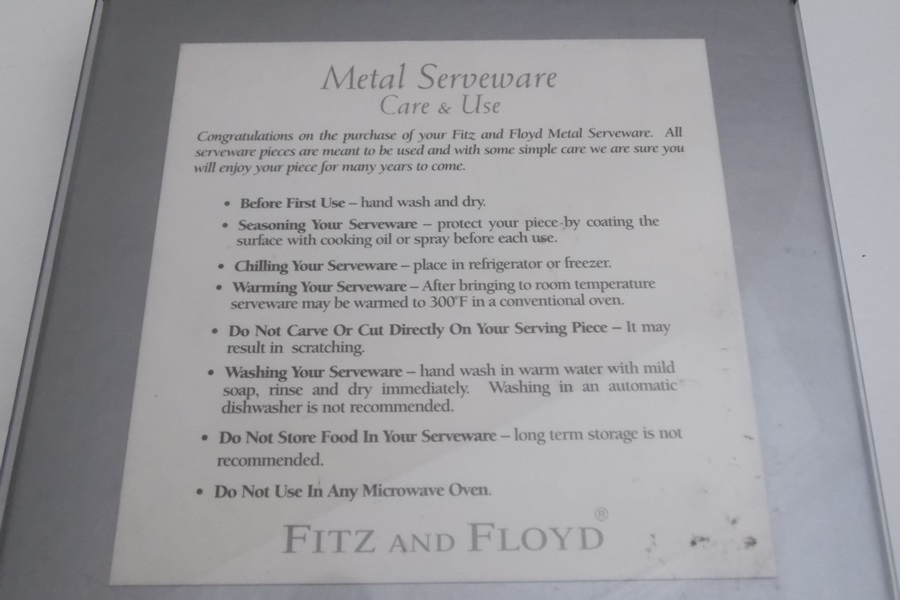 Metal Serveware
Care & Use
Congratulations on the purchase of your Fitz and Floyd Metal Serveware. All
serveware pieces are meant to be used and with some simple care we are sure you
will enjoy your piece for many years to come.
• Before First Use – hand wash and dry.
• Seasoning Your Serveware – protect your piece by coating the
surface with cooking oil or spray before each use.
• Chilling Your Serveware – place in refrigerator or freezer.
• Warming Your Serveware – After bringing to room temperature
serveware may be warmed to 300°F in a conventional oven.
• Do Not Carve Or Cut Directly On Your Serving Piece – It may
result in scratching.
• Washing Your Serveware – hand wash in warm water with mild
soap, rinse and dry immediately. Washing in an automatic
dishwasher is not recommended.
• Do Not Store Food In Your Serveware – long term storage is not
recommended.
• Do Not Use In Any Microwave Oven.
FITZ AND FLOYD®